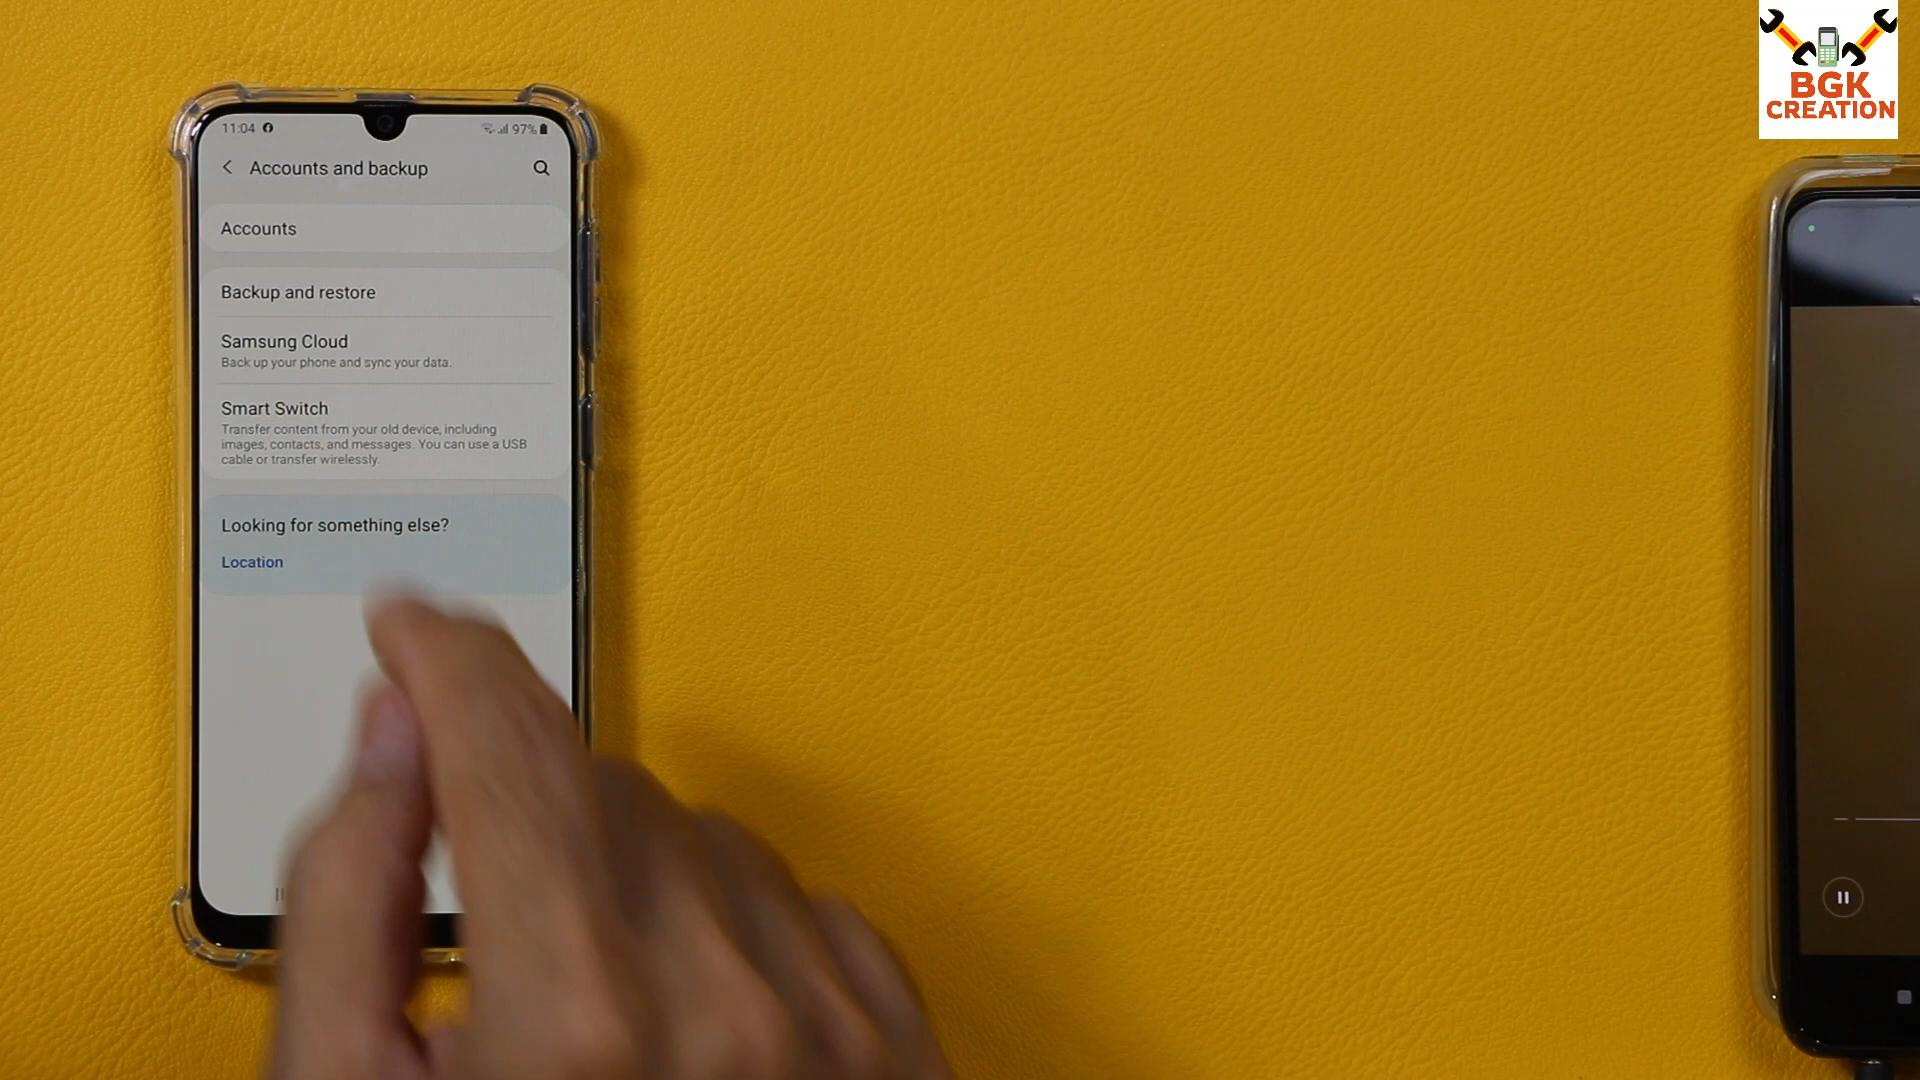 BGK
CREATION
11:04
97%
Accounts and backup
Accounts
Backup and restore
Samsung Cloud
Back up your phone and sync your data.
Smart Switch
Transfer content from your old device, including
images, contacts, and messages. You can use a USB
cable or transfer wirelessly.
Looking for something else?
Location